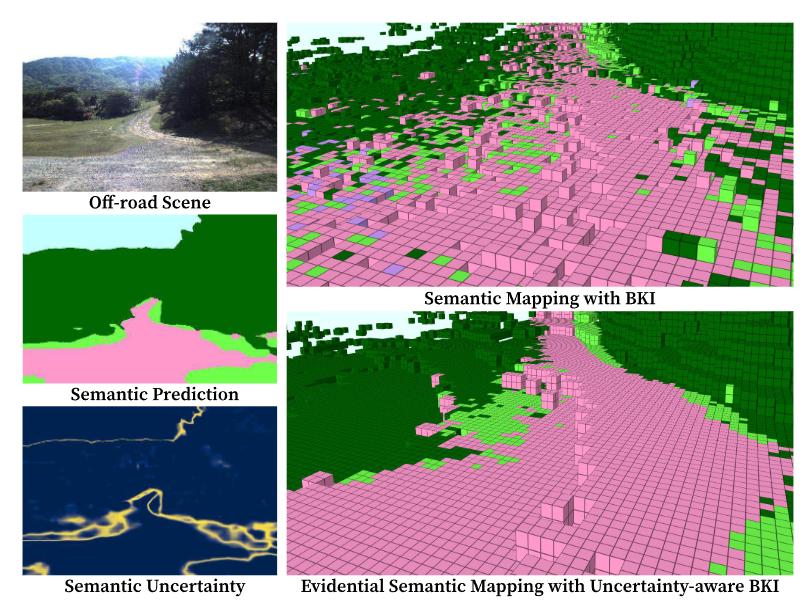 Off-road Scene
Semantic Prediction
Semantic Uncertainty
Semantic Mapping with BKI
Evidential Semantic Mapping with Uncertainty-aware BKI